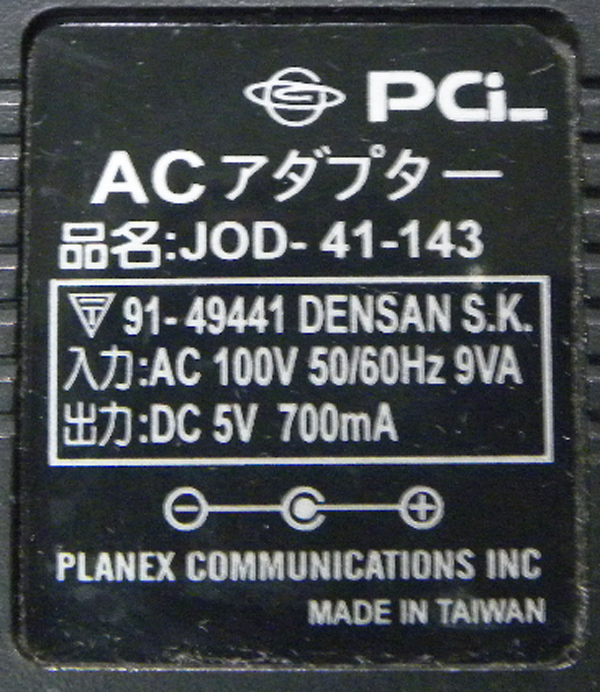 PCi
ACアダプター
品名:JOD-41-143
91-49441 DENSAN S.K.
入力:AC 100V 50/60Hz 9VA
出力:DC 5V 700mA
PLANEX COMMUNICATIONS INC
MADE IN TAIWAN